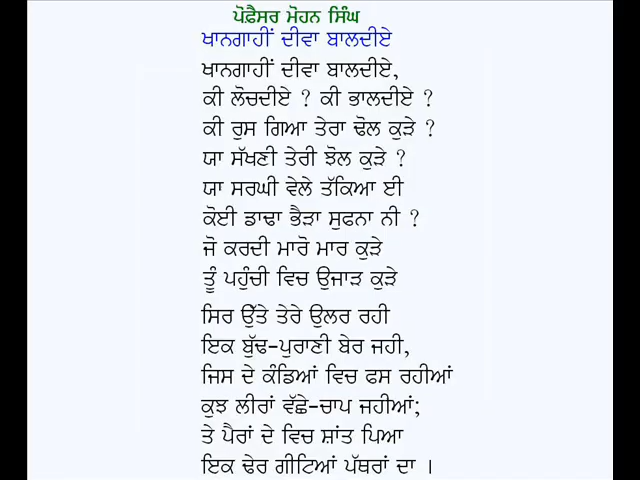 ਪੋਫ਼ੈਸਰ ਮੋਹਨ ਸਿੰਘ
ਖਾਨਗਾਹੀਂ ਦੀਵਾ ਬਾਲਦੀਏ
ਖਾਨਗਾਹੀਂ ਦੀਵਾ ਬਾਲਦੀਏ,
ਕੀ ਲੋਚਦੀਏ ? ਕੀ ਭਾਲਦੀਏ ?
ਕੀ ਰੁਸ ਗਿਆ ਤੇਰਾ ਢੋਲ ਕੁੜੇ ?
ਯਾ ਸੱਖਣੀ ਤੇਰੀ ਝੋਲ ਕੁੜੇ ?
ਯਾ ਸਰਘੀ ਵੇਲੇ ਤੱਕਿਆ ਈ
ਕੋਈ ਡਾਢਾ ਭੈੜਾ ਸੁਫਨਾ ਨੀ ?
ਜੋ ਕਰਦੀ ਮਾਰੋ ਮਾਰ ਕੁੜੇ
ਤੂੰ ਪਹੁੰਚੀ ਵਿਚ ਉਜਾੜ ਕੁੜੇ
ਸਿਰ ਉੱਤੇ ਤੇਰੇ ਉਲਰ ਰਹੀ
ਇਕ ਬੁੱਢ-ਪੁਰਾਣੀ ਬੇਰ ਜਹੀ,
ਜਿਸ ਦੇ ਕੰਡਿਆਂ ਵਿਚ ਫਸ ਰਹੀਆਂ
ਕੁਝ ਲੀਰਾਂ ਵੱਛੇ-ਚਾਪ ਜਹੀਆਂ;
ਤੇ ਪੈਰਾਂ ਦੇ ਵਿਚ ਸ਼ਾਂਤ ਪਿਆ
ਇਕ ਢੇਰ ਗੀਟਿਆਂ ਪੱਥਰਾਂ ਦਾ ।